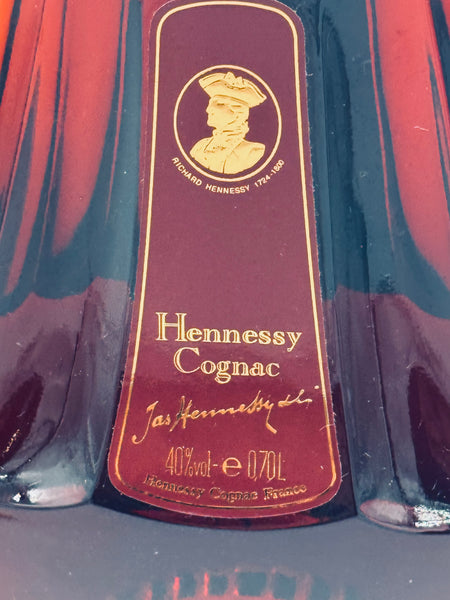 RICHARD HENNESSY 1724-1800
Hennessy
Cognac
Jas Hennessy & Co
40%vol - e 0,70L
Hennessy Cognac France